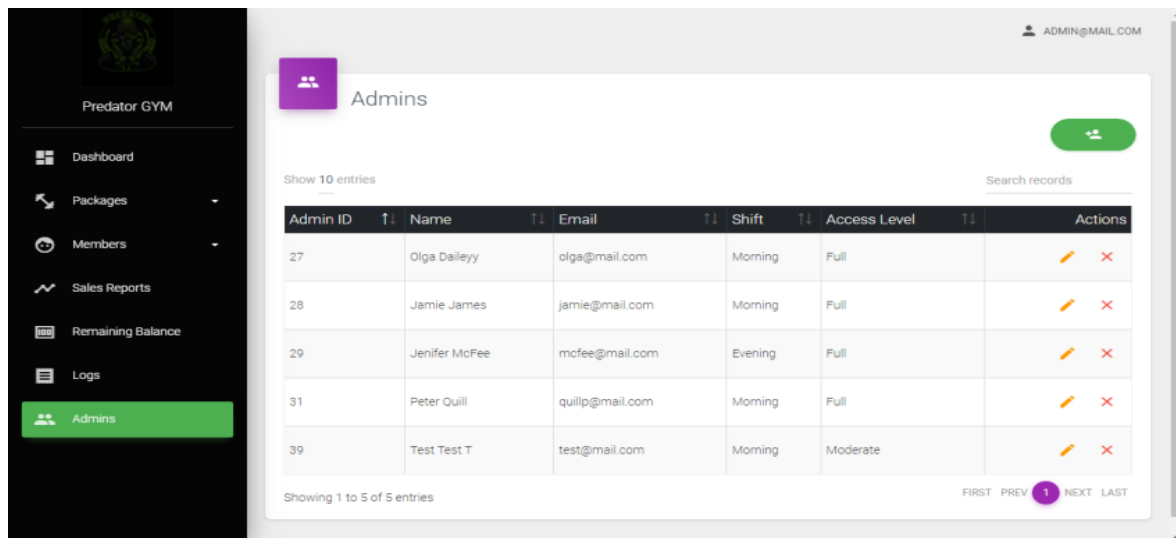 ADMIN@MAIL.COM
Predator GYM
Dashboard
Packages
Members
Sales Reports
Remaining Balance
Logs
Admins
Admins
Show 10 entries
Search records
Admin ID Name Email Shift Access Level Actions
27 Olga Daileyy olga@mail.com Morning Full
28 Jamie James jamie@mail.com Morning Full
29 Jenifer McFee mcfee@mail.com Evening Full
31 Peter Quill quillp@mail.com Morning Full
39 Test Test T test@mail.com Morning Moderate
Showing 1 to 5 of 5 entries
FIRST PREV 1 NEXT LAST